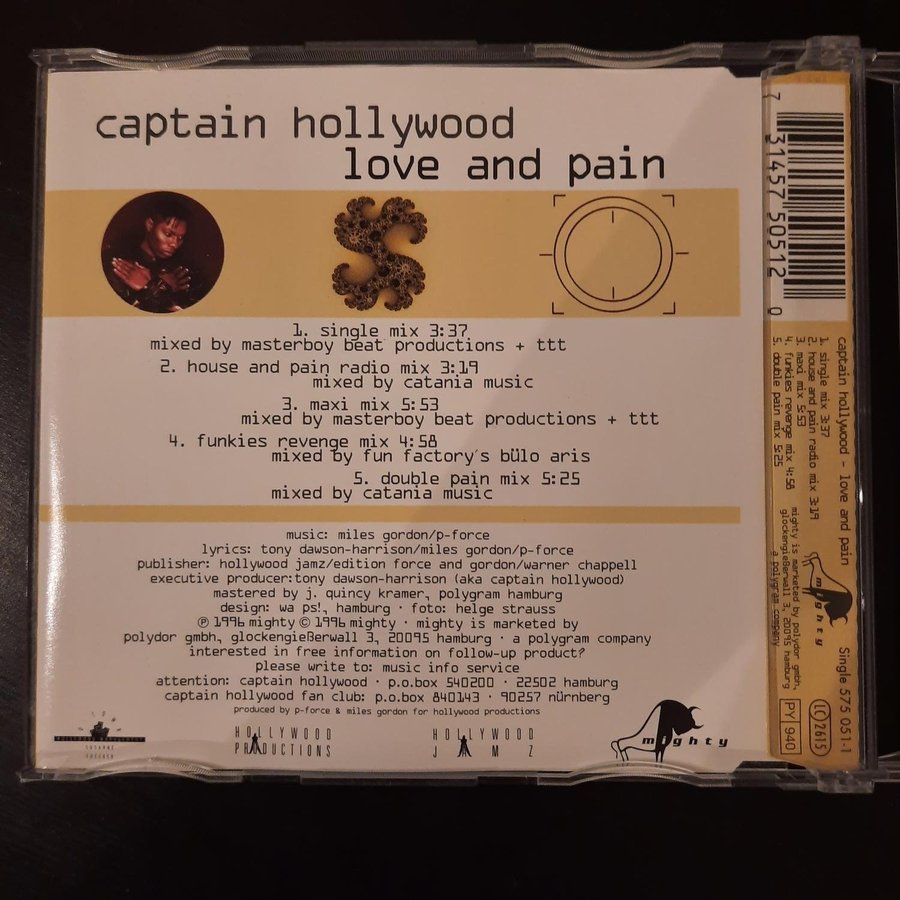 captain hollywood
love and pain
1. single mix 3:37
mixed by masterboy beat productions + ttt
2. house and pain radio mix 3:19
mixed by catania music
3. maxi mix 5:53
mixed by masterboy beat productions + ttt
4. funkies revenge mix 4:58
mixed by fun factory's bülo aris
5. double pain mix 5:25
mixed by catania music
music: miles gordon/p-force
lyrics: tony dawson-harrison/miles gordon/p-force
publisher: hollywood jamz/edition force and gordon/warner chappell
executive producer:tony dawson-harrison (aka captain hollywood)
mastered by j. quincy kramer, polygram hamburg
design: wa ps!, hamburg · foto: helge strauss
℗ 1996 mighty © 1996 mighty · mighty is marketed by
polydor gmbh, glockengießerwall 3, 20095 hamburg · a polygram company
interested in free information on follow-up product?
please write to: music info service
attention: captain hollywood · p.o.box 540200 · 22502 hamburg
captain hollywood fan club: p.o.box 840143 · 90257 nürnberg
produced by p-force & miles gordon for hollywood productions
HOLLYWOOD
PRODUCTIONS
HOLLYWOOD
JAMZ
mighty
7 31457 50512 0
captain hollywood - love and pain
1. single mix 3:37
2. house and pain radio mix 3:19
3. maxi mix 5:53
4. funkies revenge mix 4:58
5. double pain mix 5:25
mighty
mighty is marketed by polydor gmbh,
glockengießerwall 3, 20095 hamburg
a polygram company
Single 575 051-1
LC 2615
PY 940